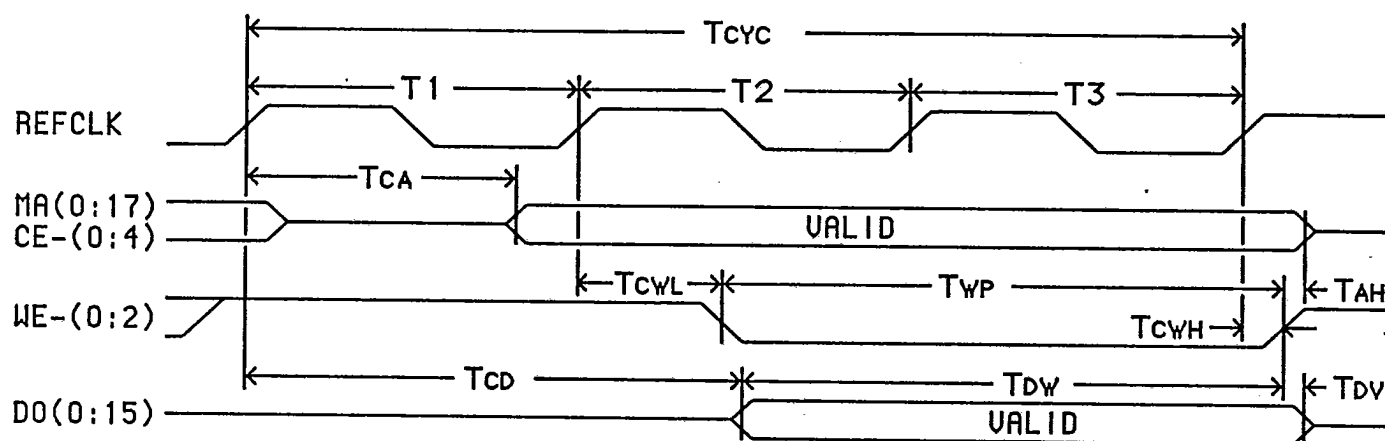 TCYC
T1 T2 T3
REFCLK
TCA
MA(0:17)
CE-(0:4)
VALID
TCWL TWP TAH
WE-(0:2)
TCWH
TCD TDW TDV
DO(0:15)
VALID